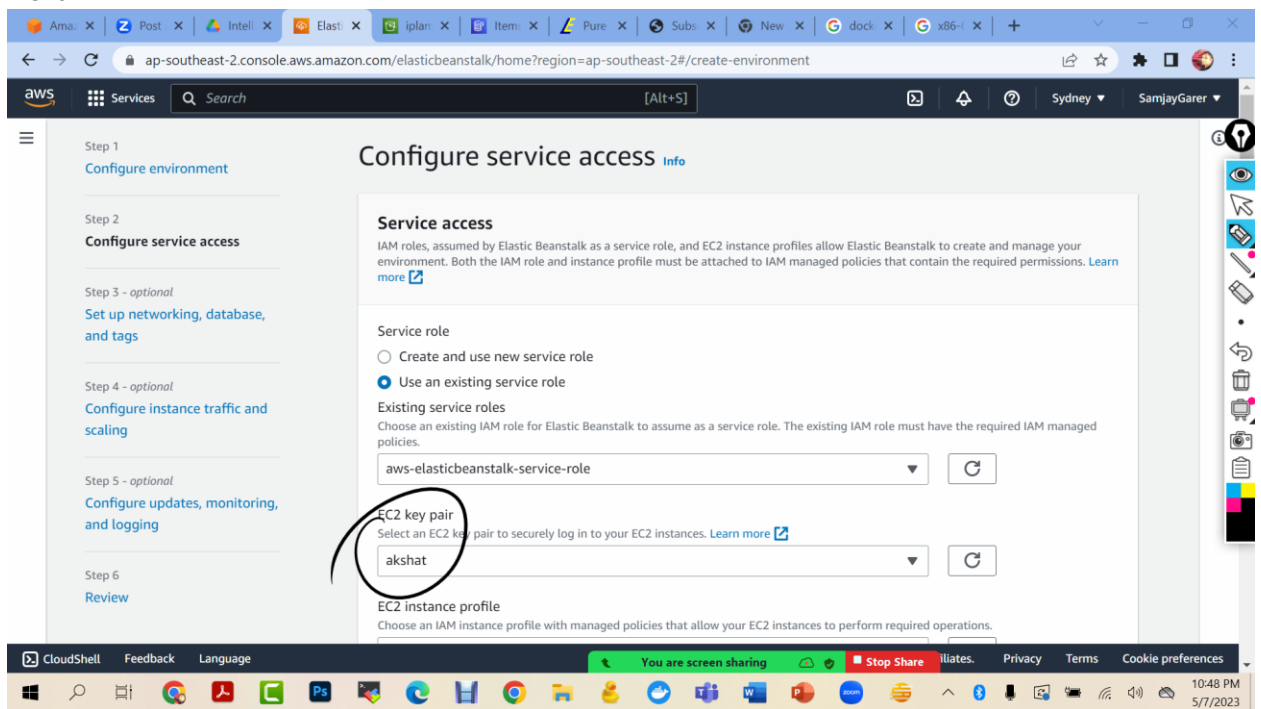 Ama
Post
Intell
Elasti
iplan
Item
Pure
Subs
New
dock
x86-(
ap-southeast-2.console.aws.amazon.com/elasticbeanstalk/home?region=ap-southeast-2#/create-environment
aws
Services
Search
[Alt+S]
Sydney ▼
SamjayGarer ▼
Step 1
Configure environment
Step 2
Configure service access
Step 3 - optional
Set up networking, database,
and tags
Step 4 - optional
Configure instance traffic and
scaling
Step 5 - optional
Configure updates, monitoring,
and logging
Step 6
Review
Configure service access Info
Service access
IAM roles, assumed by Elastic Beanstalk as a service role, and EC2 instance profiles allow Elastic Beanstalk to create and manage your
environment. Both the IAM role and instance profile must be attached to IAM managed policies that contain the required permissions. Learn
more
Service role
Create and use new service role
Use an existing service role
Existing service roles
Choose an existing IAM role for Elastic Beanstalk to assume as a service role. The existing IAM role must have the required IAM managed
policies.
aws-elasticbeanstalk-service-role
EC2 key pair
Select an EC2 key pair to securely log in to your EC2 instances. Learn more
akshat
EC2 instance profile
Choose an IAM instance profile with managed policies that allow your EC2 instances to perform required operations.
CloudShell
Feedback
Language
You are screen sharing
Stop Share
iliates.
Privacy
Terms
Cookie preferences
Ps
zoom
10:48 PM
5/7/2023